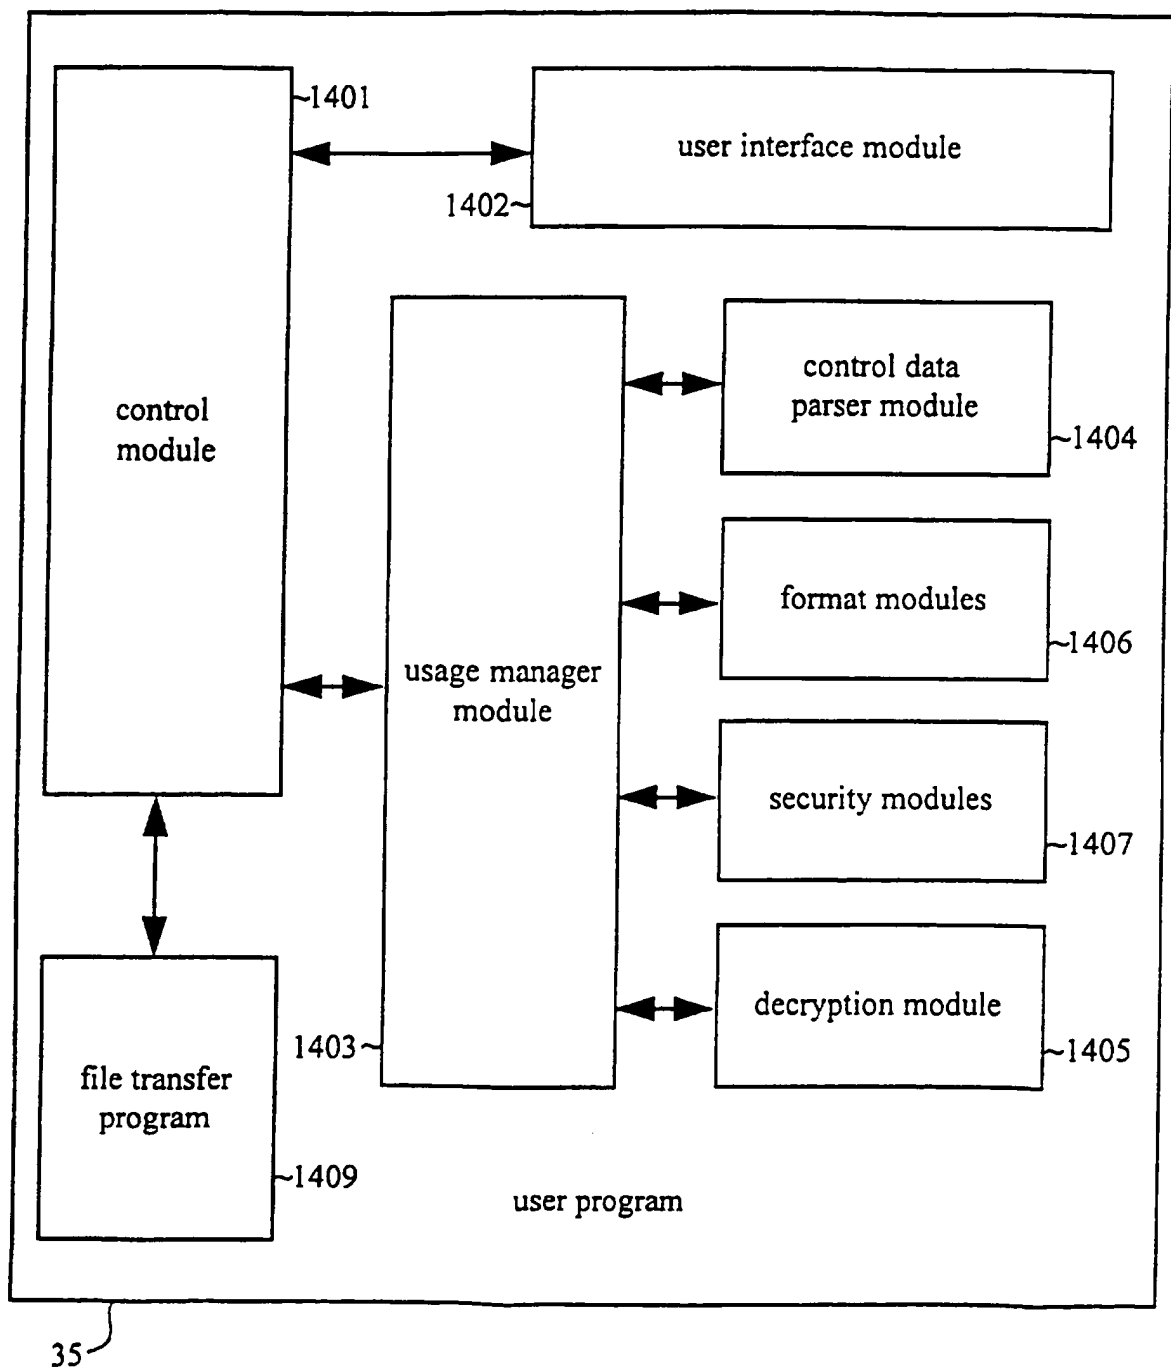 1401
user interface module
1402
control data
parser module
1404
control
module
format modules
1406
usage manager
module
security modules
1407
decryption module
1405
1403
file transfer
program
1409
user program
35